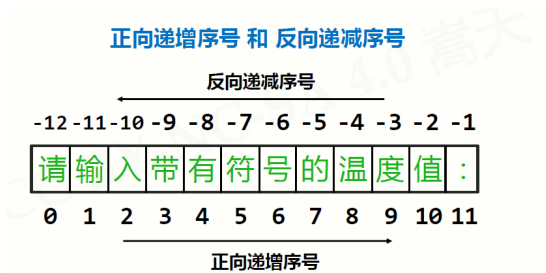 正向递增序号 和 反向递减序号
反向递减序号
-12 -11 -10 -9 -8 -7 -6 -5 -4 -3 -2 -1
请输入带有符号的温度值:
0 1 2 3 4 5 6 7 8 9 10 11
正向递增序号